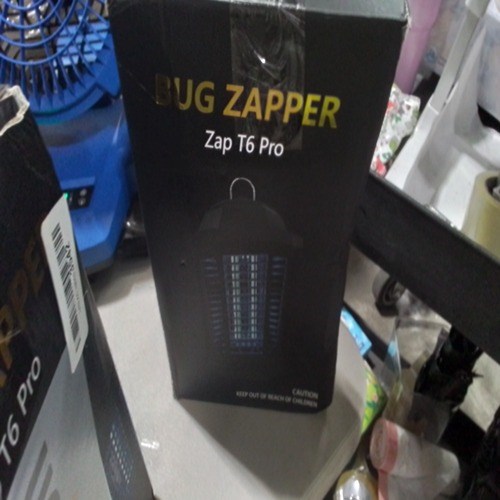 BUG ZAPPER
Zap T6 Pro
CAUTION
KEEP OUT OF REACH OF CHILDREN
T6 Pro